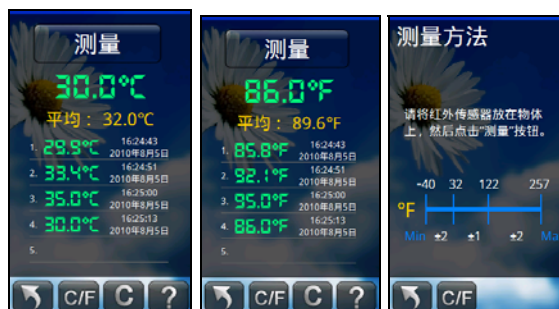 测量
30.0℃
平均： 32.0℃
1. 29.9℃ 16:24:43
2010年8月5日
2. 33.4℃ 16:24:51
2010年8月5日
3. 35.0℃ 16:25:00
2010年8月5日
4. 30.0℃ 16:25:13
2010年8月5日
5.
C/F C ?
测量
86.0℉
平均： 89.6℉
1. 85.8℉ 16:24:43
2010年8月5日
2. 92.1℉ 16:24:51
2010年8月5日
3. 95.0℉ 16:25:00
2010年8月5日
4. 86.0℉ 16:25:13
2010年8月5日
5.
C/F C ?
测量方法
请将红外传感器放在物体
上，然后点击"测量"按钮。
-40 32 122 257
℉
Min ±2 ±1 ±2 Ma
C/F